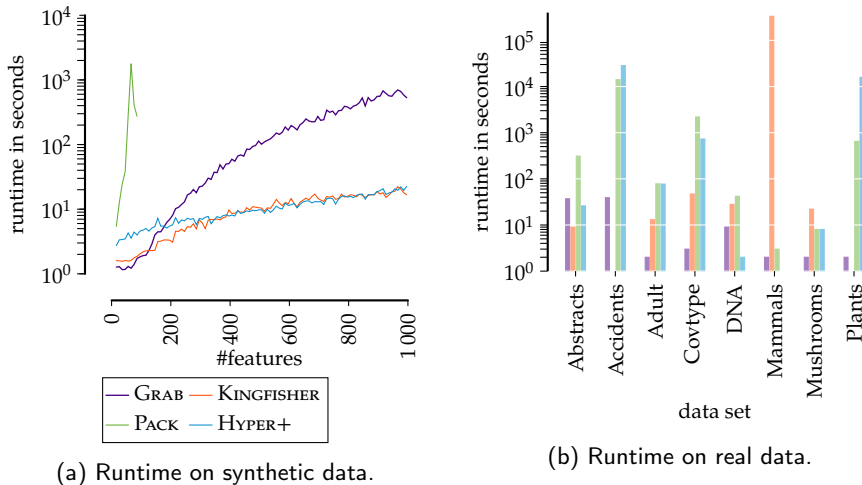 10^4
10^3
10^2
10^1
10^0
runtime in seconds
0
200
400
600
800
1 000
#features
GRAB KINGFISHER
PACK HYPER+
(a) Runtime on synthetic data.
10^5
10^4
10^3
10^2
10^1
10^0
runtime in seconds
Abstracts
Accidents
Adult
Covtype
DNA
Mammals
Mushrooms
Plants
data set
(b) Runtime on real data.